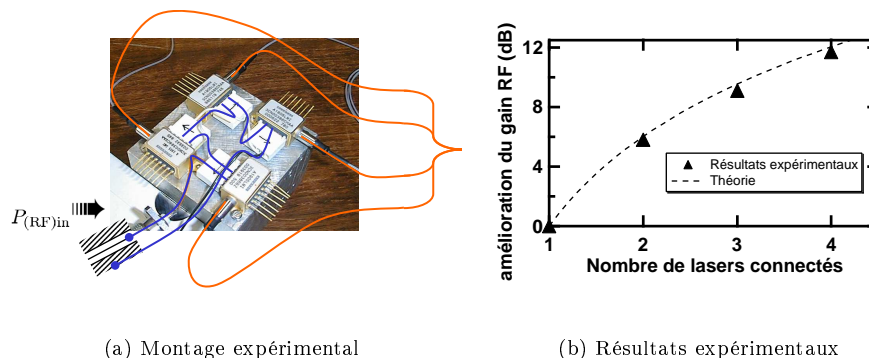 P(RF)in
amélioration du gain RF (dB)
12
8
4
0
1
2
3
4
Résultats expérimentaux
Théorie
Nombre de lasers connectés
(a) Montage expérimental
(b) Résultats expérimentaux